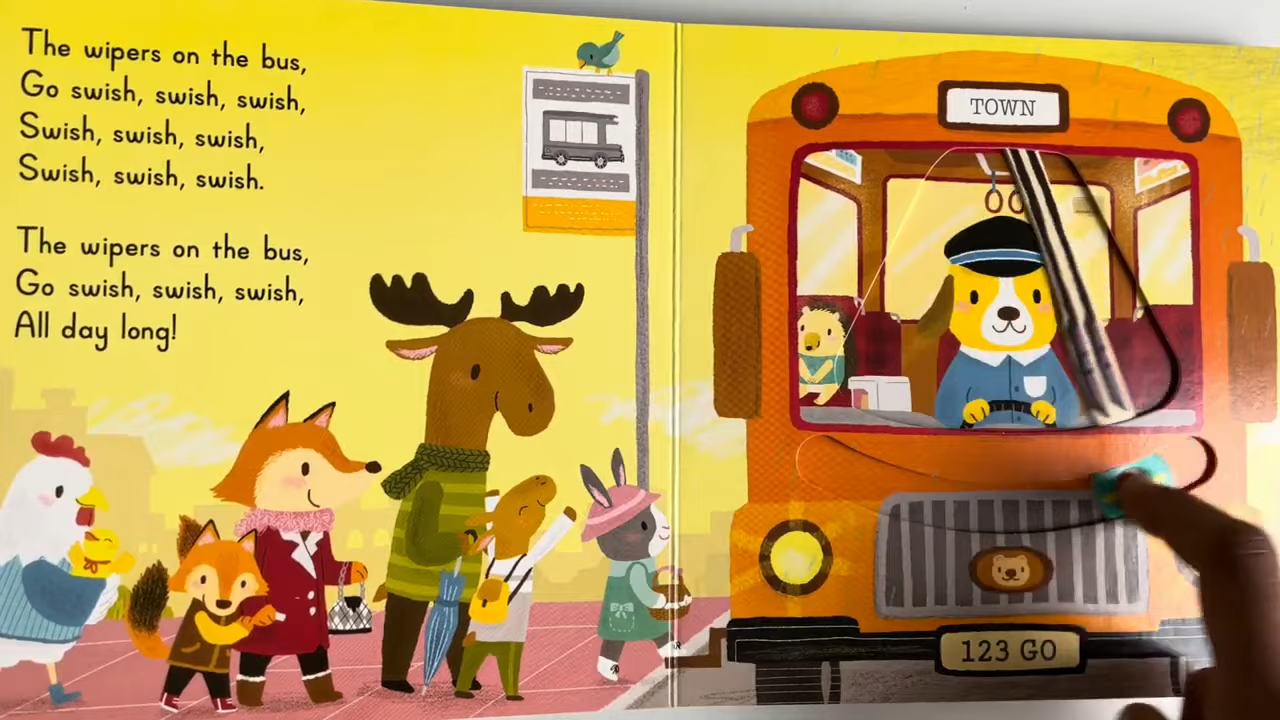 The wipers on the bus,
Go swish, swish, swish,
Swish, swish, swish,
Swish, swish, swish.
The wipers on the bus,
Go swish, swish, swish,
All day long!
TOWN
123 GO